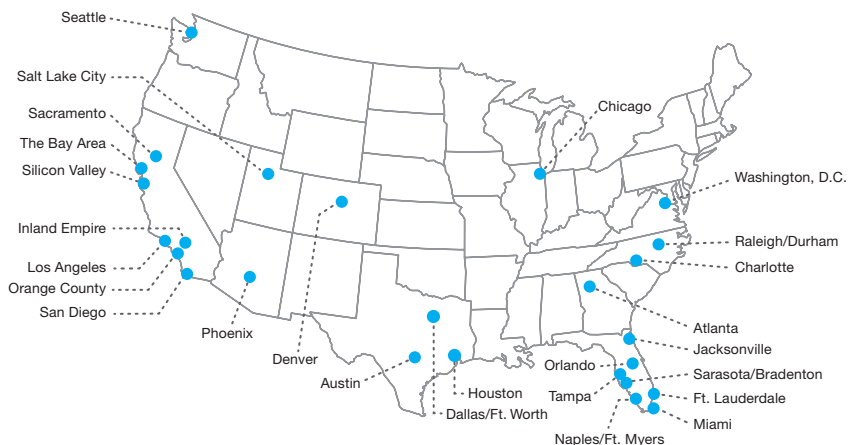 Seattle
Salt Lake City
Sacramento
The Bay Area
Silicon Valley
Inland Empire
Los Angeles
Orange County
San Diego
Phoenix
Denver
Austin
Houston
Dallas/Ft. Worth
Chicago
Washington, D.C.
Raleigh/Durham
Charlotte
Atlanta
Jacksonville
Orlando
Sarasota/Bradenton
Tampa
Ft. Lauderdale
Miami
Naples/Ft. Myers